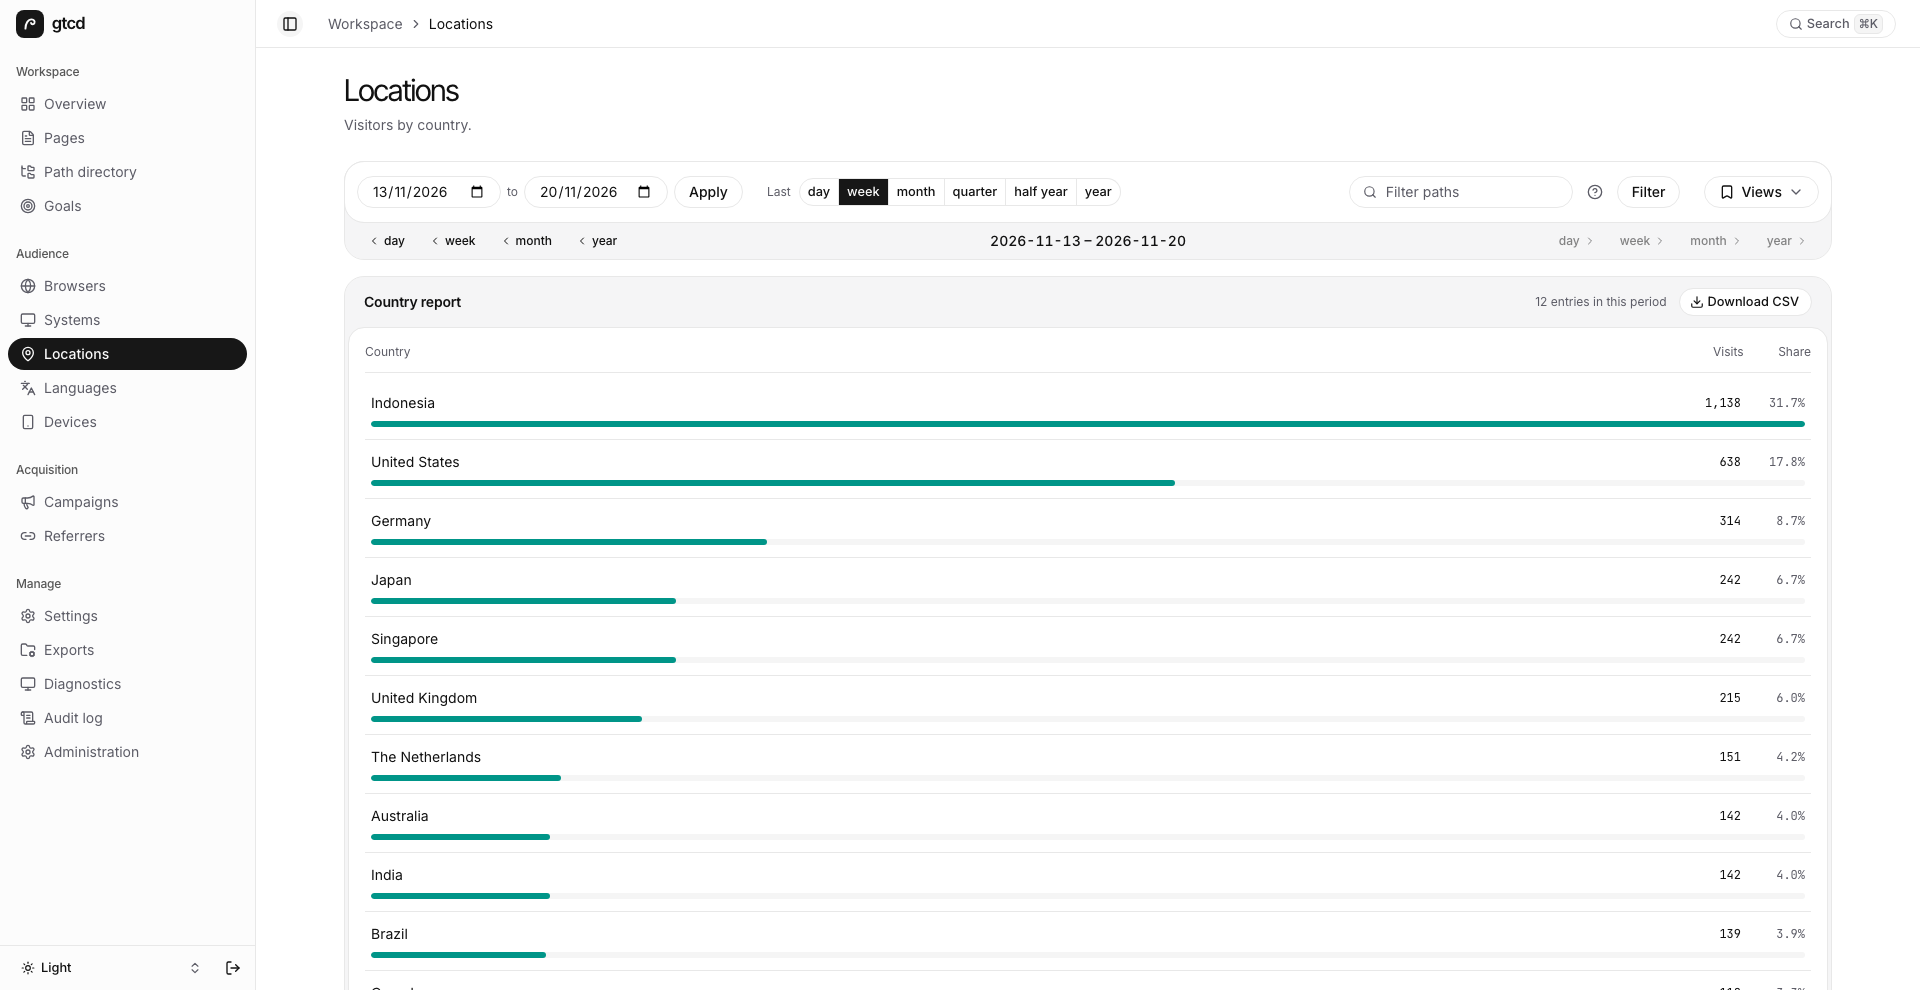 gtcd
Workspace > Locations
Search ⌘K
Workspace
Overview
Pages
Path directory
Goals
Audience
Browsers
Systems
Locations
Languages
Devices
Acquisition
Campaigns
Referrers
Manage
Settings
Exports
Diagnostics
Audit log
Administration
Light
Locations
Visitors by country.
13/11/2026 to 20/11/2026 Apply Last day week month quarter half year year Filter paths Filter Views
day week month year 2026-11-13 – 2026-11-20 day week month year
Country report 12 entries in this period Download CSV
Country Visits Share
Indonesia 1,138 31.7%
United States 638 17.8%
Germany 314 8.7%
Japan 242 6.7%
Singapore 242 6.7%
United Kingdom 215 6.0%
The Netherlands 151 4.2%
Australia 142 4.0%
India 142 4.0%
Brazil 139 3.9%